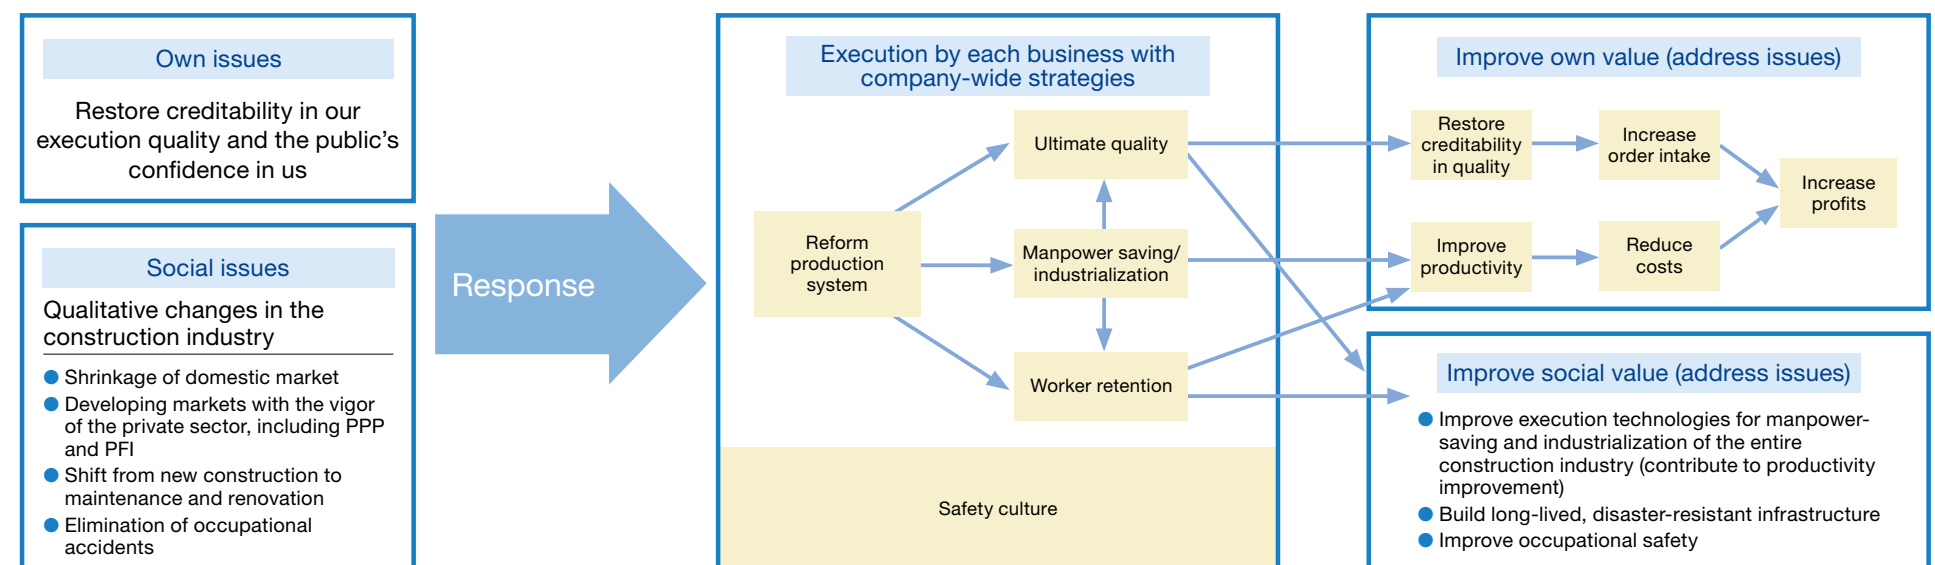 Own issues
Restore creditability in our
execution quality and the public’s
confidence in us
Social issues
Qualitative changes in the
construction industry
● Shrinkage of domestic market
● Developing markets with the vigor
of the private sector, including PPP
and PFI
● Shift from new construction to
maintenance and renovation
● Elimination of occupational
accidents
Response
Execution by each business with
company-wide strategies
Reform
production
system
Ultimate quality
Manpower saving/
industrialization
Worker retention
Safety culture
Improve own value (address issues)
Restore
creditability
in quality
Increase
order intake
Improve
productivity
Reduce
costs
Increase
profits
Improve social value (address issues)
● Improve execution technologies for manpower-
saving and industrialization of the entire
construction industry (contribute to productivity
improvement)
● Build long-lived, disaster-resistant infrastructure
● Improve occupational safety